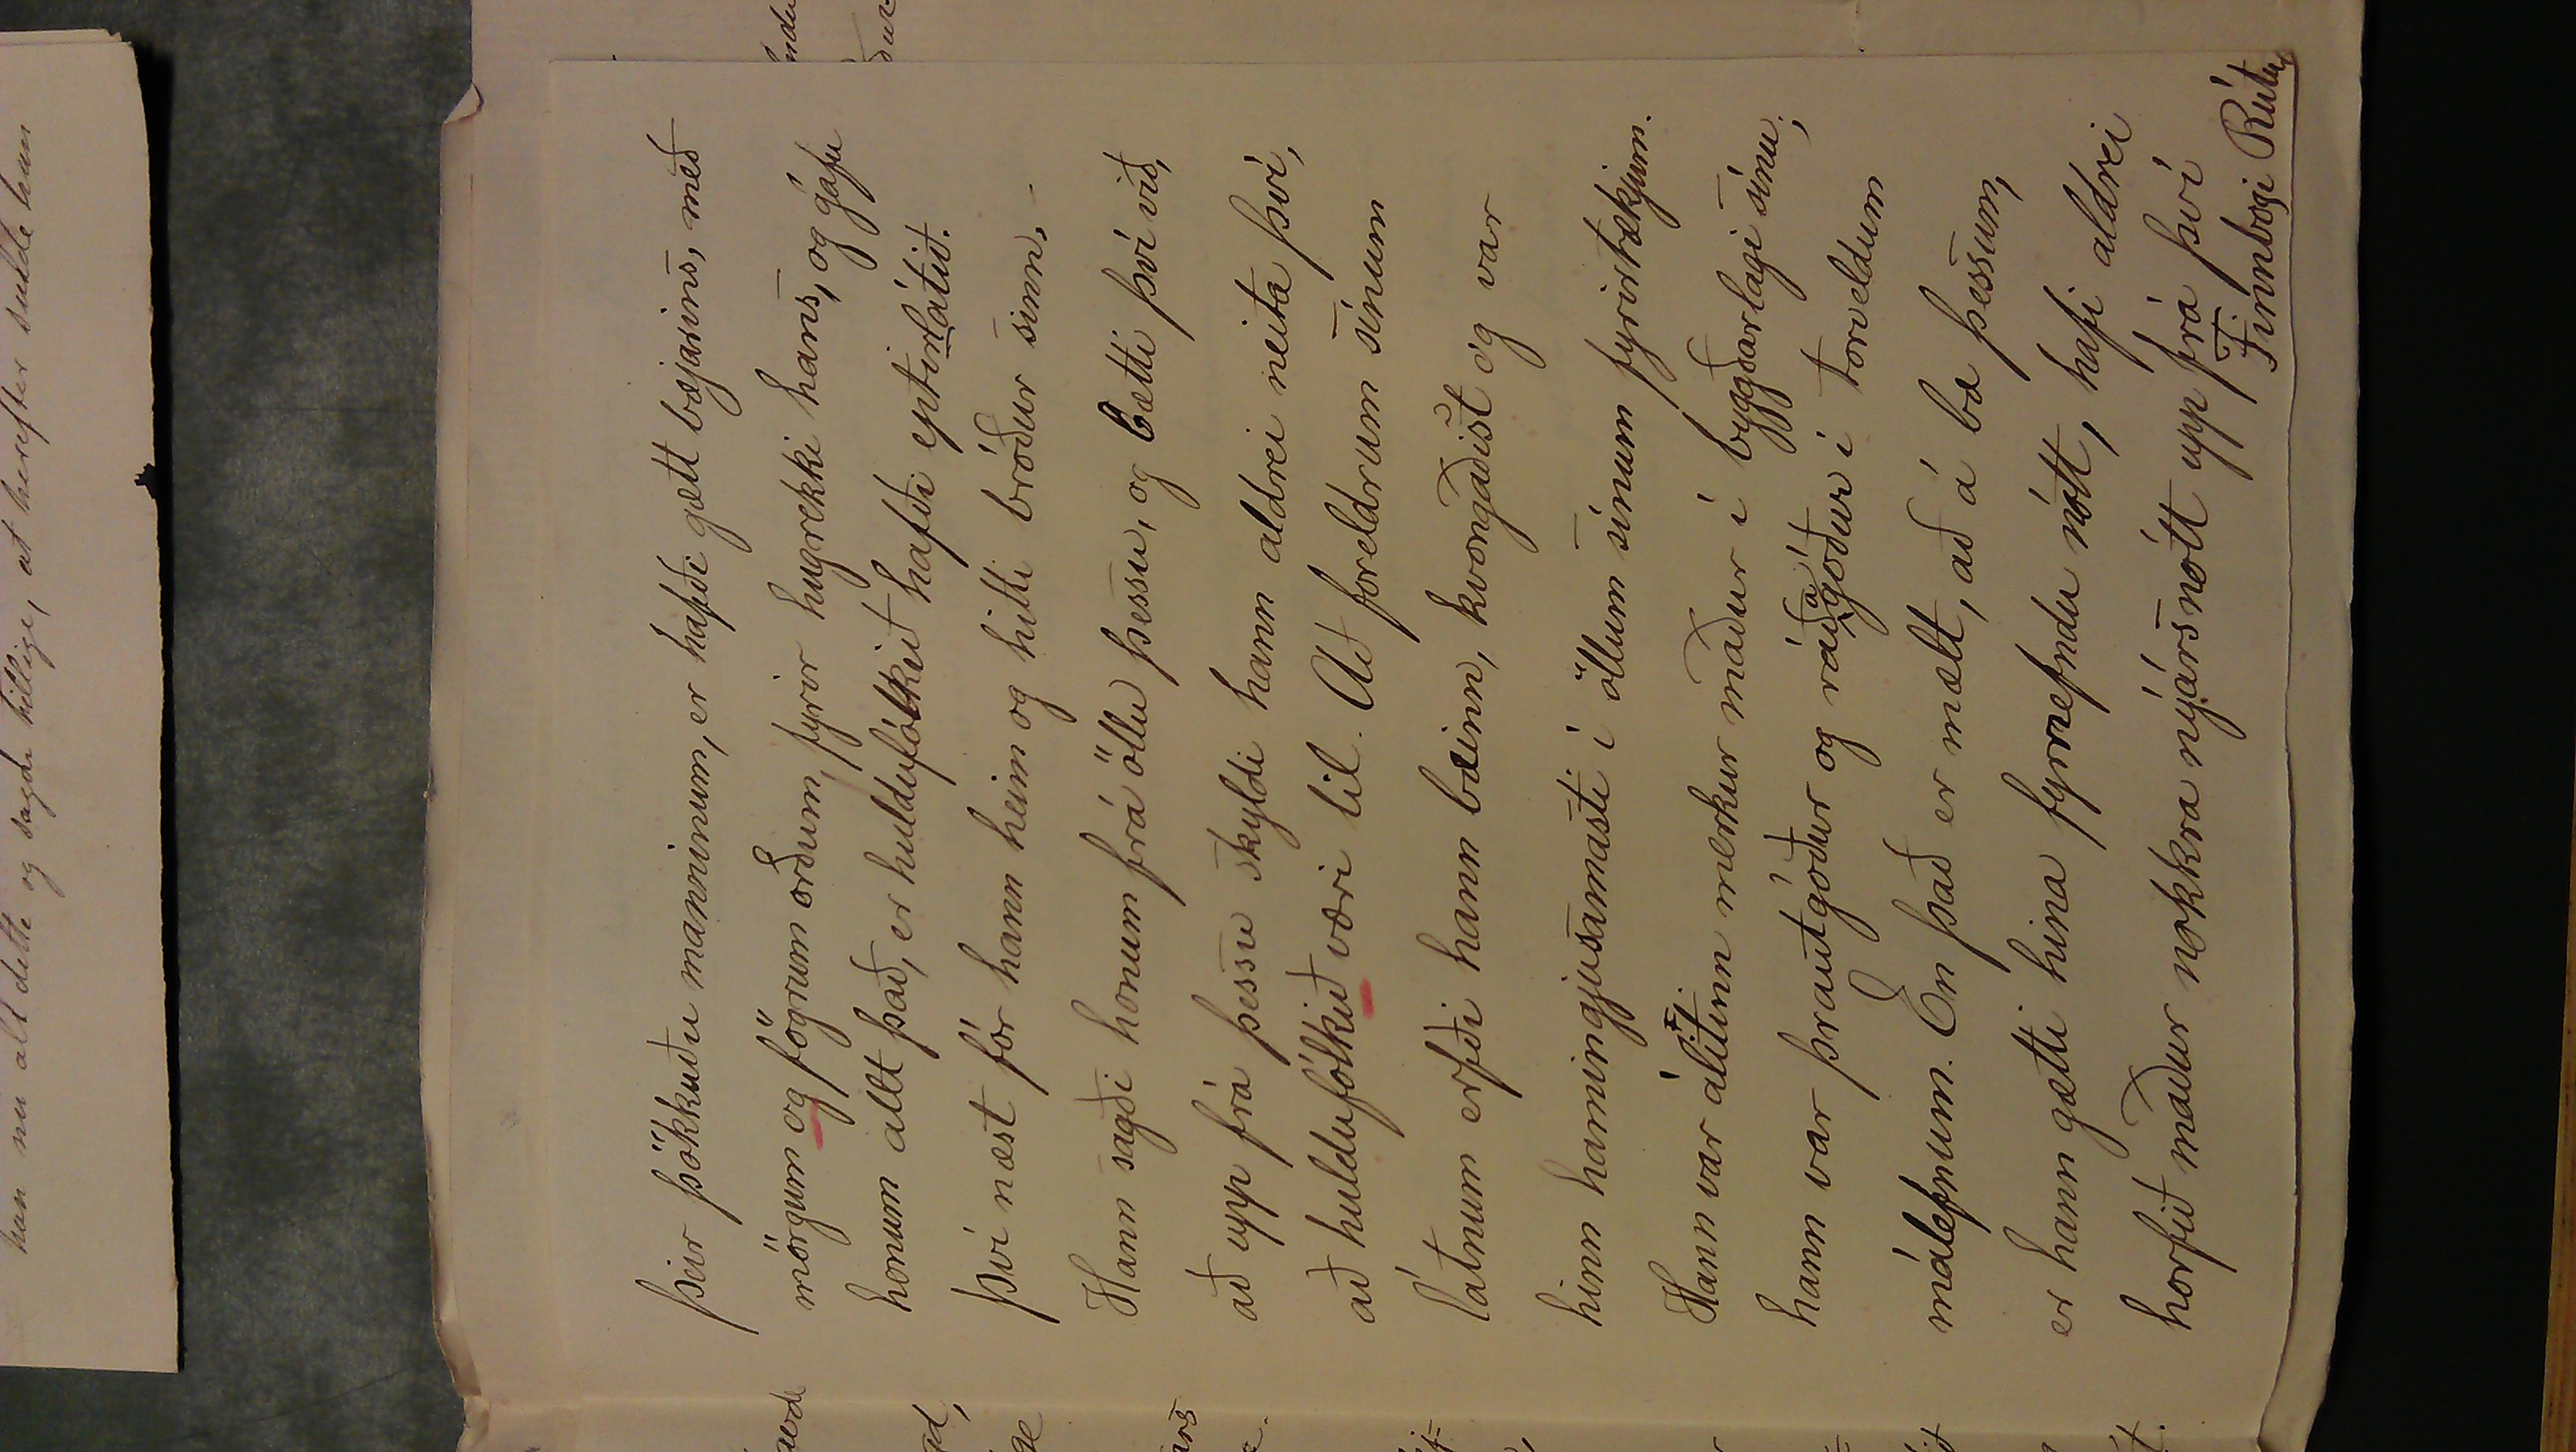 han nu alt dette og sagde tillige, at herefter skulde han
þeir þökkuðu manninum, er hafði gætt bæjarins, með
mörgum og fögrum orðum fyrir hugrekki hans, og gáfu
honum allt það, er huldufólkið hafði eptirlátið.
Því næst fór hann heim og hitti bróður sinn, -
Hann sagði honum frá öllu þessu, og bætti því við,
að upp frá þessu skyldi hann aldrei neita því,
að huldufólkið væri til. Að foreldrum sínum
látnum erfði hann bæinn, kvongaðist og var
hinn hamingjusamasti í öllum sínum fyrirtækjum.
Hann var álitinn merkur maður í byggðarlagi sínu;
hann var þrautgóður og ráðagóður í torveldum
málefnum. En það er mælt, að á bæ þessum,
er hann gætti hina fyrrnefndu nótt, hafi aldrei
horfið maður nokkra nýársnótt upp frá því
Finnbogi Rútur